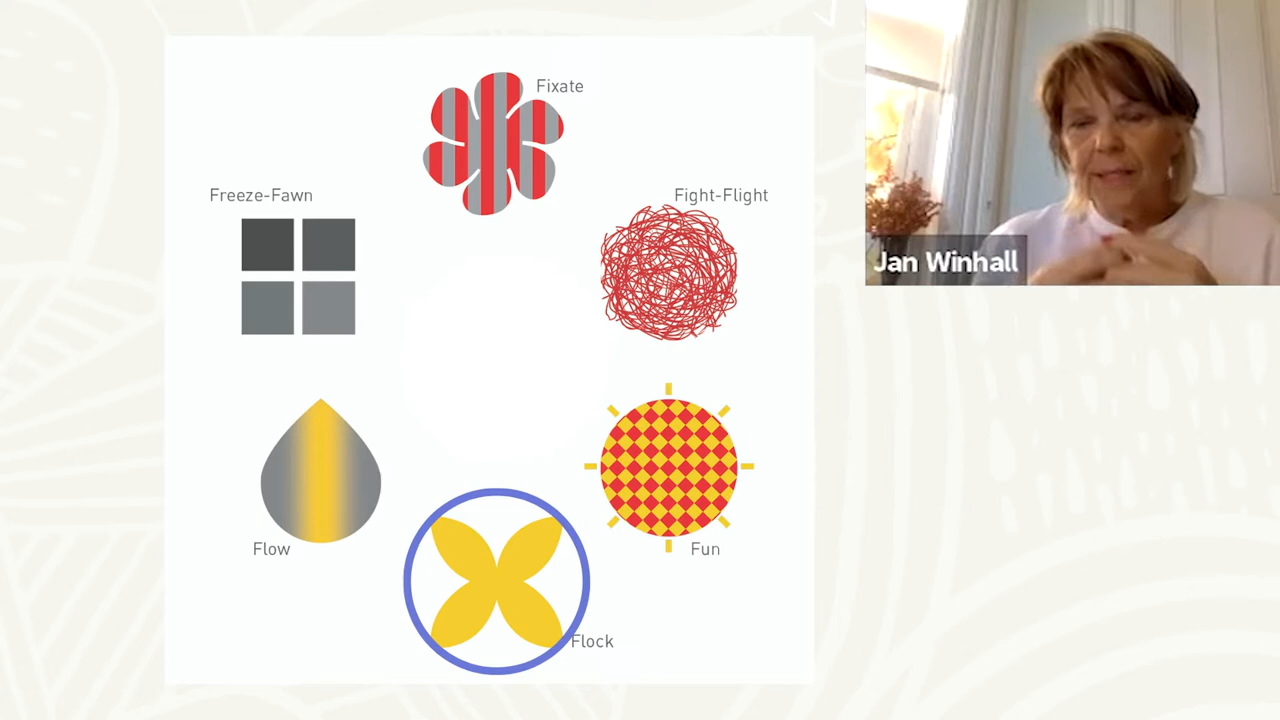 Fixate
Freeze-Fawn
Fight-Flight
Flow
Fun
Flock
Jan Winhall